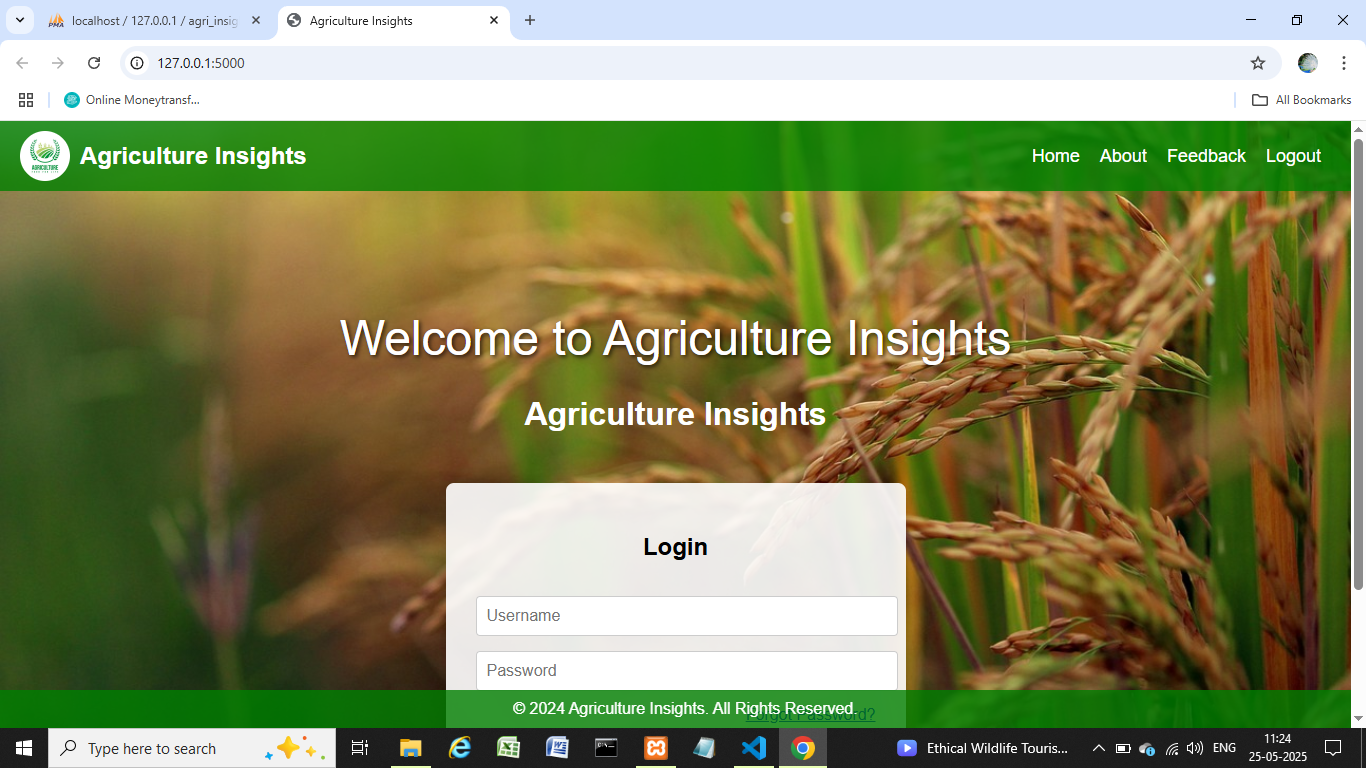 localhost / 127.0.0.1 / agri_insig
Agriculture Insights
127.0.0.1:5000
Online Moneytransf...
All Bookmarks
AGRICULTURE
Agriculture Insights
Home About Feedback Logout
Welcome to Agriculture Insights
Agriculture Insights
Login
Username
Password
Forgot Password?
© 2024 Agriculture Insights. All Rights Reserved.
Type here to search
Ethical Wildlife Touris...
ENG
11:24
25-05-2025